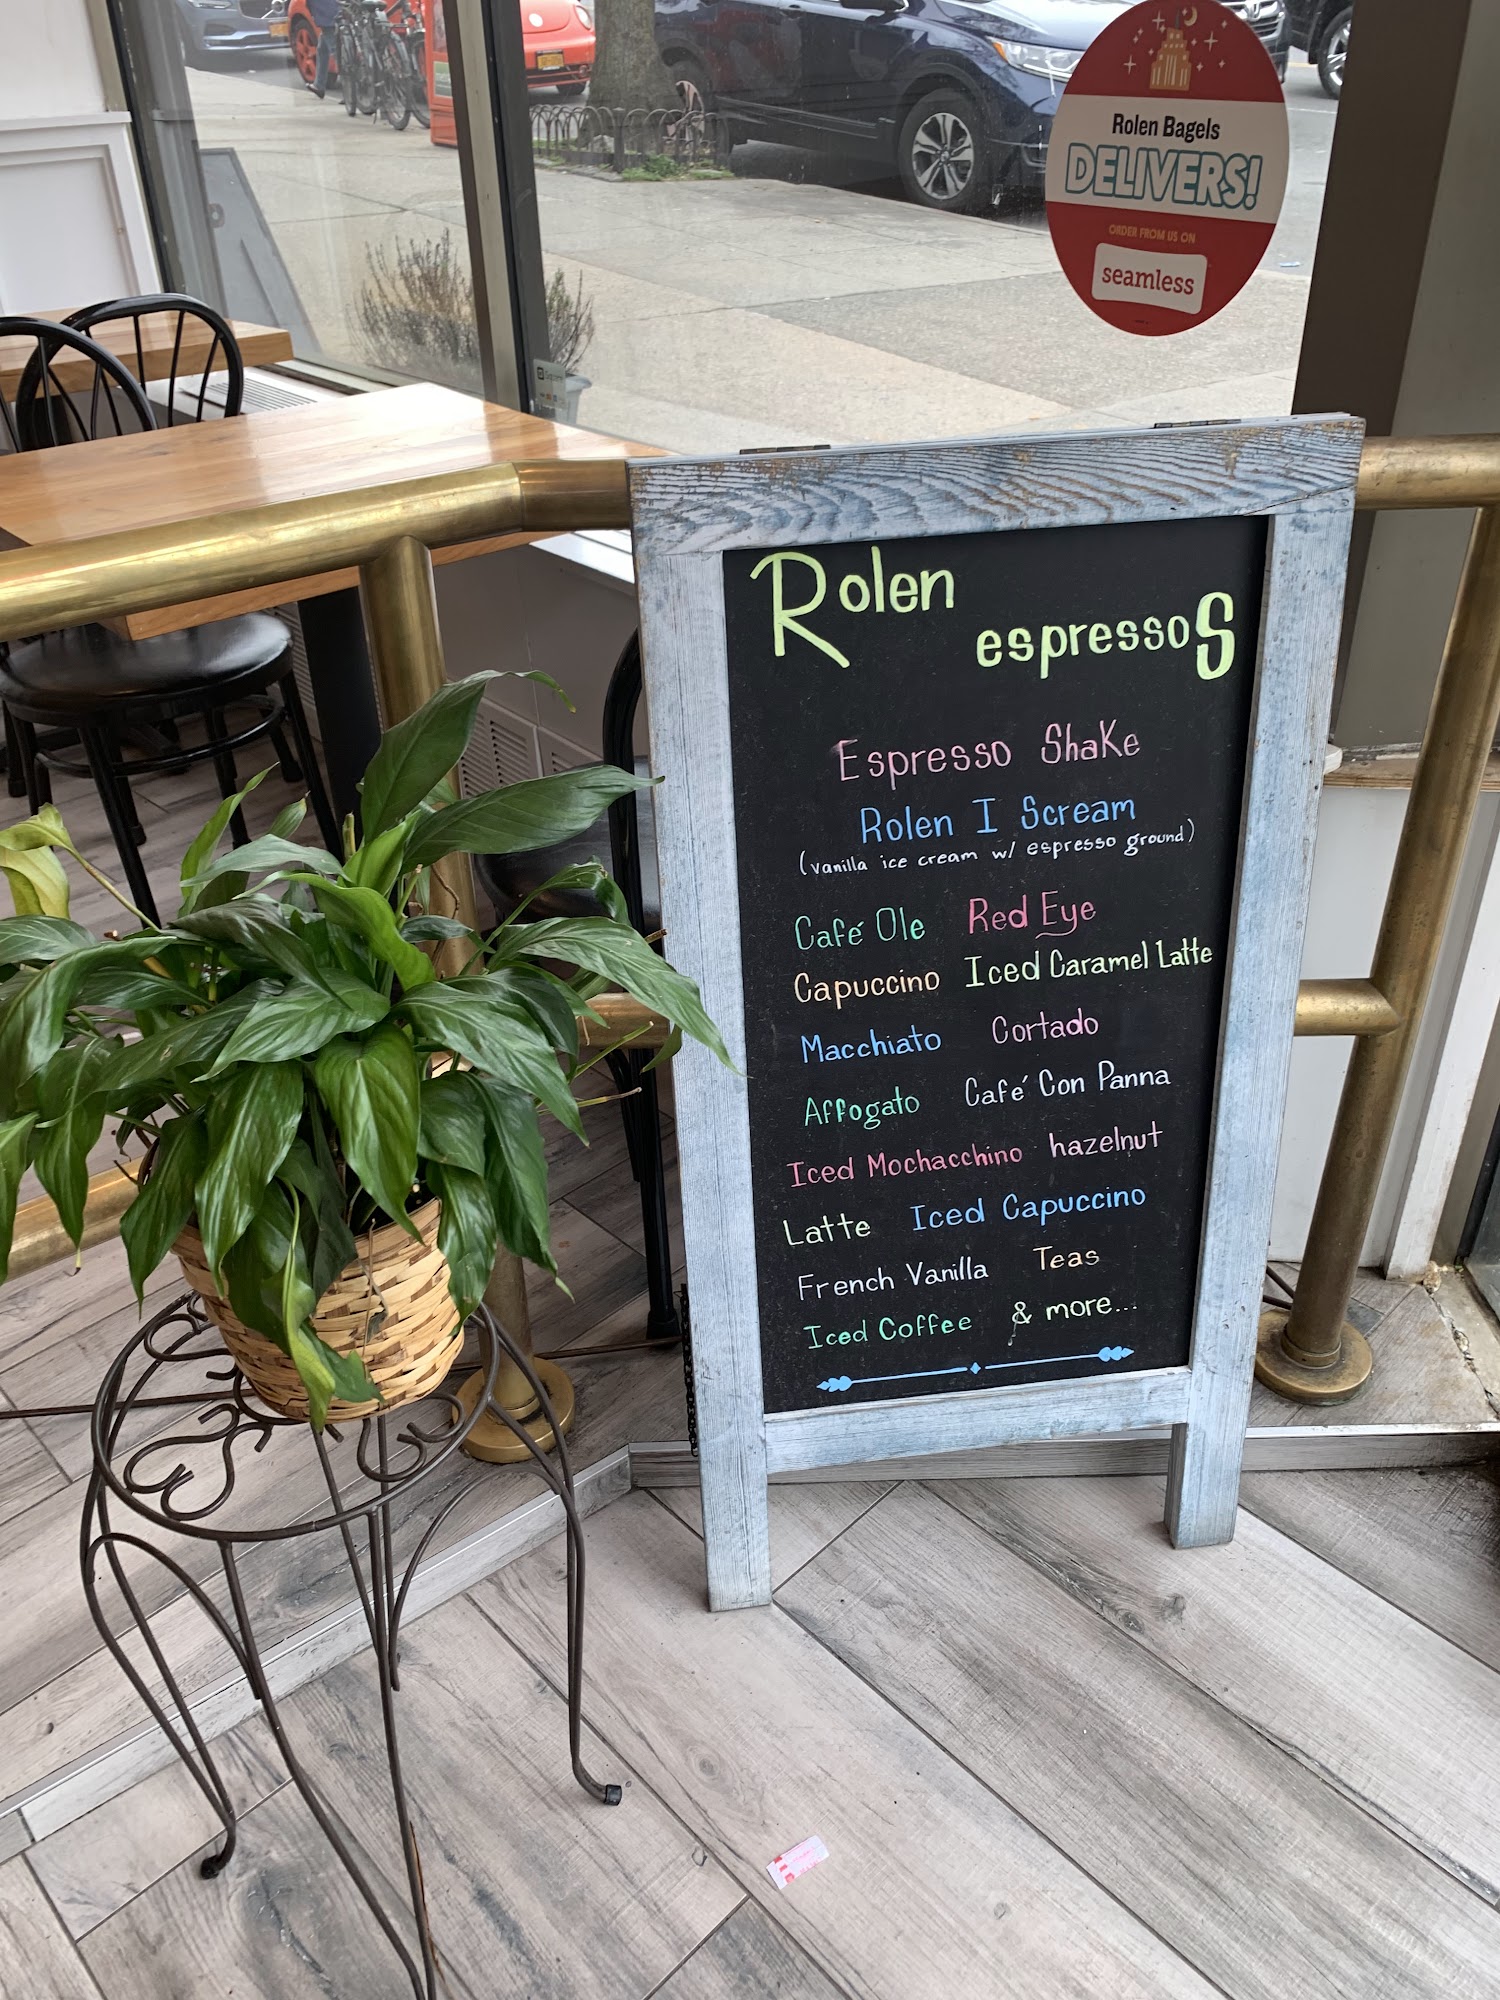 Rolen Bagels
DELIVERS!
ORDER FROM US ON
seamless
Rolen
espressoS
Espresso Shake
Rolen I Scream
(vanilla ice cream w/ espresso ground)
Café Ole Red Eye
Capuccino Iced Caramel Latte
Macchiato Cortado
Affogato Café Con Panna
Iced Mochacchino hazelnut
Latte Iced Capuccino
French Vanilla Teas
Iced Coffee & more...